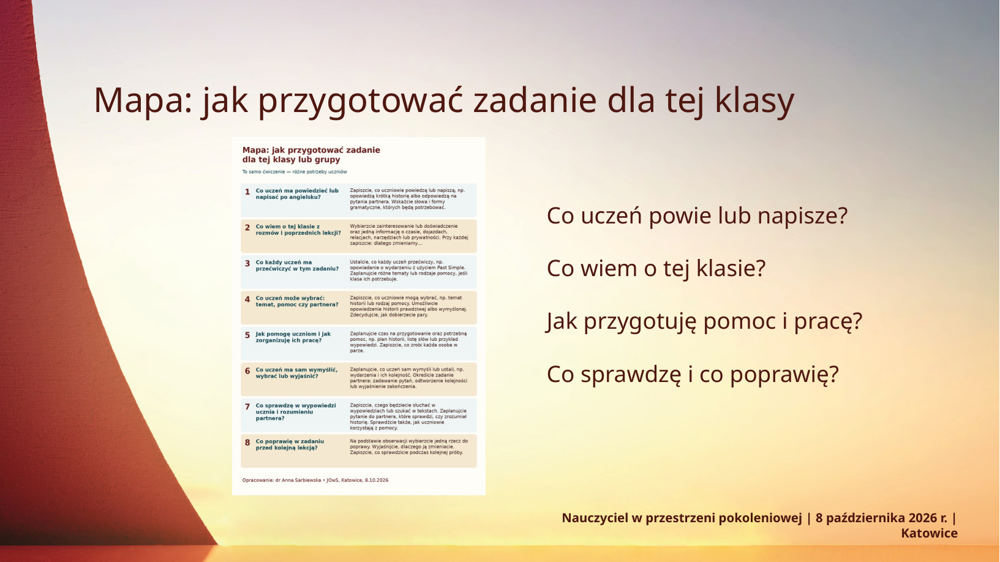 Mapa: jak przygotować zadanie dla tej klasy
Mapa: jak przygotować zadanie
dla tej klasy lub grupy
To samo ćwiczenie — różne potrzeby uczniów
1 Co uczeń ma powiedzieć lub
napisać po angielsku?
Zapiszcie, co uczniowie powiedzą lub napiszą, np.
opowiedzą krótką historię albo odpowiedzą na
pytania partnera. Wskażcie słowa i formy
gramatyczne, których będą potrzebować.
2 Co wiem o tej klasie z
rozmów i poprzednich lekcji?
Wybierzcie zainteresowanie lub doświadczenie
oraz jedną informację o czasie, dojazdach,
relacjach, narzędziach lub prywatności. Przy każdej
zapiszcie: dlatego zmieniamy...
3 Co każdy uczeń ma
przećwiczyć w tym zadaniu?
Ustalcie, co każdy uczeń przećwiczy, np.
opowiadanie o wydarzeniu z użyciem Past Simple.
Zaplanujcie różne tematy lub rodzaje pomocy, jeśli
klasa ich potrzebuje.
4 Co uczeń może wybrać:
temat, pomoc czy partnera?
Zapiszcie, co uczniowie mogą wybrać, np. temat
historii lub rodzaj pomocy. Umożliwcie
opowiedzenie historii prawdziwej albo wymyślonej.
Zdecydujcie, jak dobierzecie pary.
5 Jak pomogę uczniom i jak
zorganizuję ich pracę?
Zaplanujcie czas na przygotowanie oraz potrzebną
pomoc, np. plan historii, listę słów lub przykład
wypowiedzi. Zapiszcie, co zrobi każda osoba w
parze.
6 Co uczeń ma sam wymyślić,
wybrać lub wyjaśnić?
Zaplanujcie, co uczeń sam wymyśli lub ustali, np.
wydarzenia i ich kolejność. Określcie zadanie
partnera: zadawanie pytań, odtworzenie kolejności
lub wyjaśnienie zakończenia.
7 Co sprawdzę w wypowiedzi
ucznia i rozumieniu
partnera?
Zapiszcie, czego będziecie słuchać w
wypowiedziach lub szukać w tekstach. Zaplanujcie
pytanie do partnera, które sprawdzi, czy zrozumiał
historię. Sprawdźcie także, jak uczniowie
korzystają z pomocy.
8 Co poprawię w zadaniu
przed kolejną lekcją?
Na podstawie obserwacji wybierzcie jedną rzecz do
poprawy. Wyjaśnijcie, dlaczego ją zmieniacie.
Zapiszcie, co sprawdzicie podczas kolejnej próby.
Opracowanie: dr Anna Sarbiewska • JOwS, Katowice, 8.10.2026
Co uczeń powie lub napisze?
Co wiem o tej klasie?
Jak przygotuję pomoc i pracę?
Co sprawdzę i co poprawię?
Nauczyciel w przestrzeni pokoleniowej | 8 października 2026 r. |
Katowice